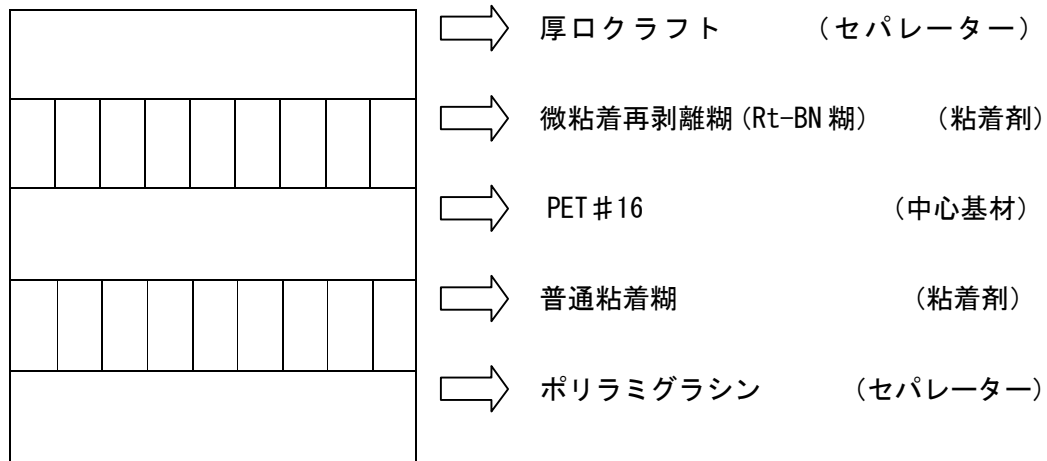 厚口クラフト （セパレーター）
微粘着再剥離糊（Rt-BN糊） （粘着剤）
PET♯16 （中心基材）
普通粘着糊 （粘着剤）
ポリラミグラシン （セパレーター）